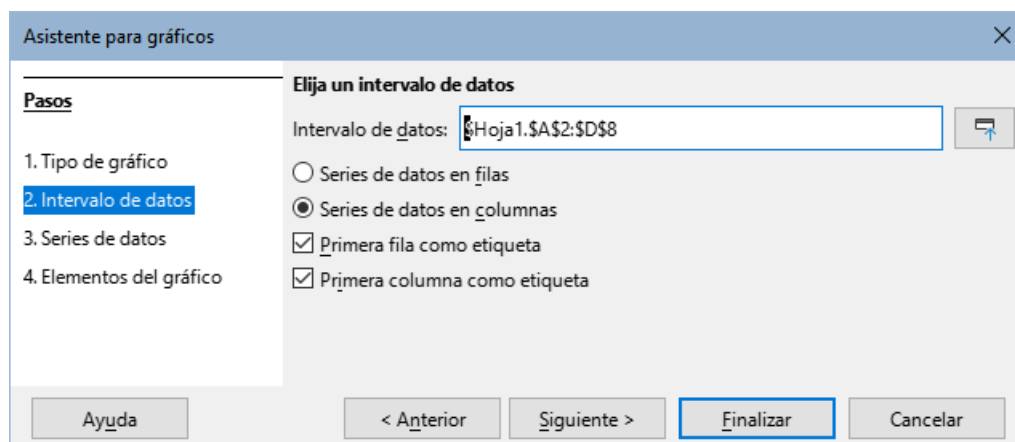 Asistente para gráficos
Pasos
1. Tipo de gráfico
2. Intervalo de datos
3. Series de datos
4. Elementos del gráfico
Elija un intervalo de datos
Intervalo de datos: $Hoja1.$A$2:$D$8
Series de datos en filas
Series de datos en columnas
Primera fila como etiqueta
Primera columna como etiqueta
Ayuda < Anterior Siguiente > Finalizar Cancelar